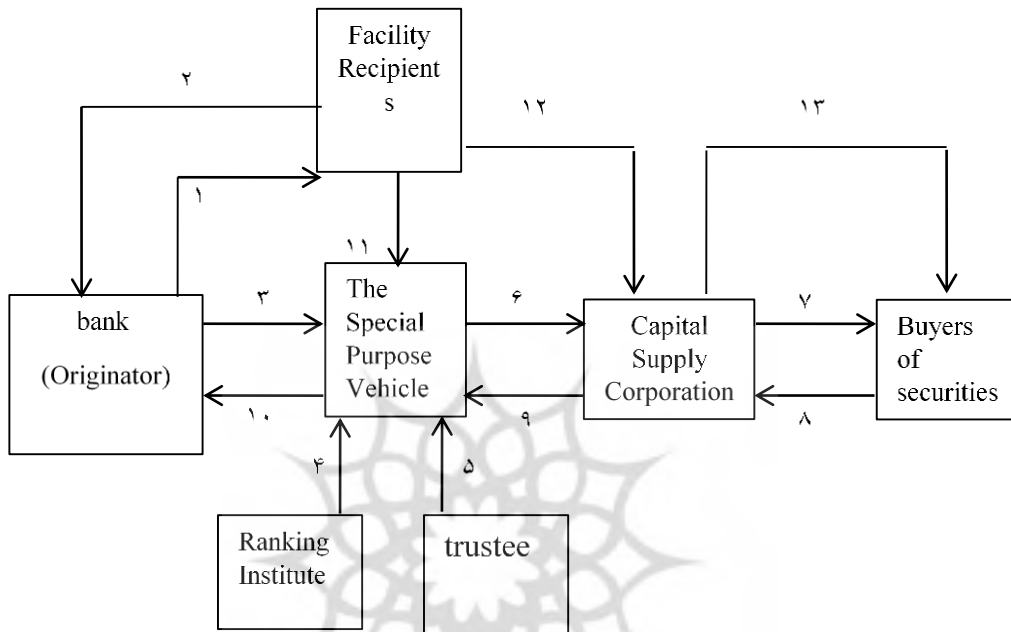 Facility
Recipient
s
۲
۱۲
۱۳
۱
۱۱
bank
(Originator)
۳
The
Special
Purpose
Vehicle
۶
Capital
Supply
Corporation
۷
Buyers
of
securities
۱۰
۹
۸
۴
۵
Ranking
Institute
trustee